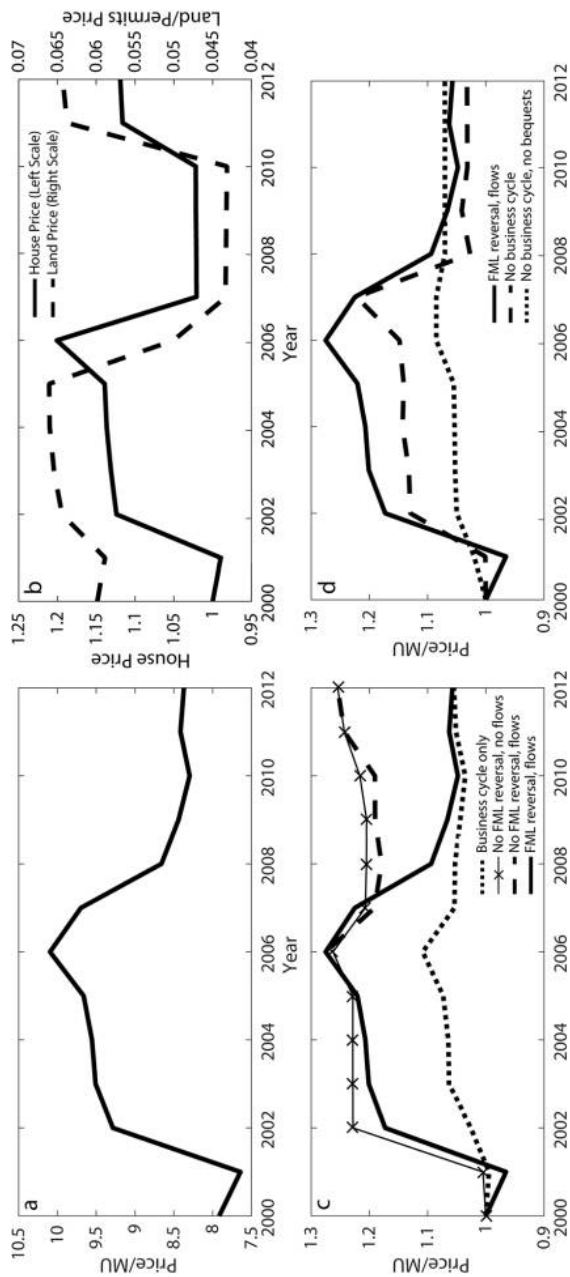 a
10.5
10
9.5
9
8.5
8
7.5
Price/MU
2000
2002
2004
2006
2008
2010
2012
Year
b
1.25
1.2
1.15
1.1
1.05
1
0.95
House Price
0.07
0.065
0.06
0.055
0.05
0.045
0.04
Land/Permits Price
House Price (Left Scale)
Land Price (Right Scale)
2000
2002
2004
2006
2008
2010
2012
Year
c
1.3
1.2
1.1
1
0.9
Price/MU
Business cycle only
No FML reversal, no flows
No FML reversal, flows
FML reversal, flows
2000
2002
2004
2006
2008
2010
2012
d
1.3
1.2
1.1
1
0.9
Price/MU
FML reversal, flows
No business cycle
No business cycle, no bequests
2000
2002
2004
2006
2008
2010
2012